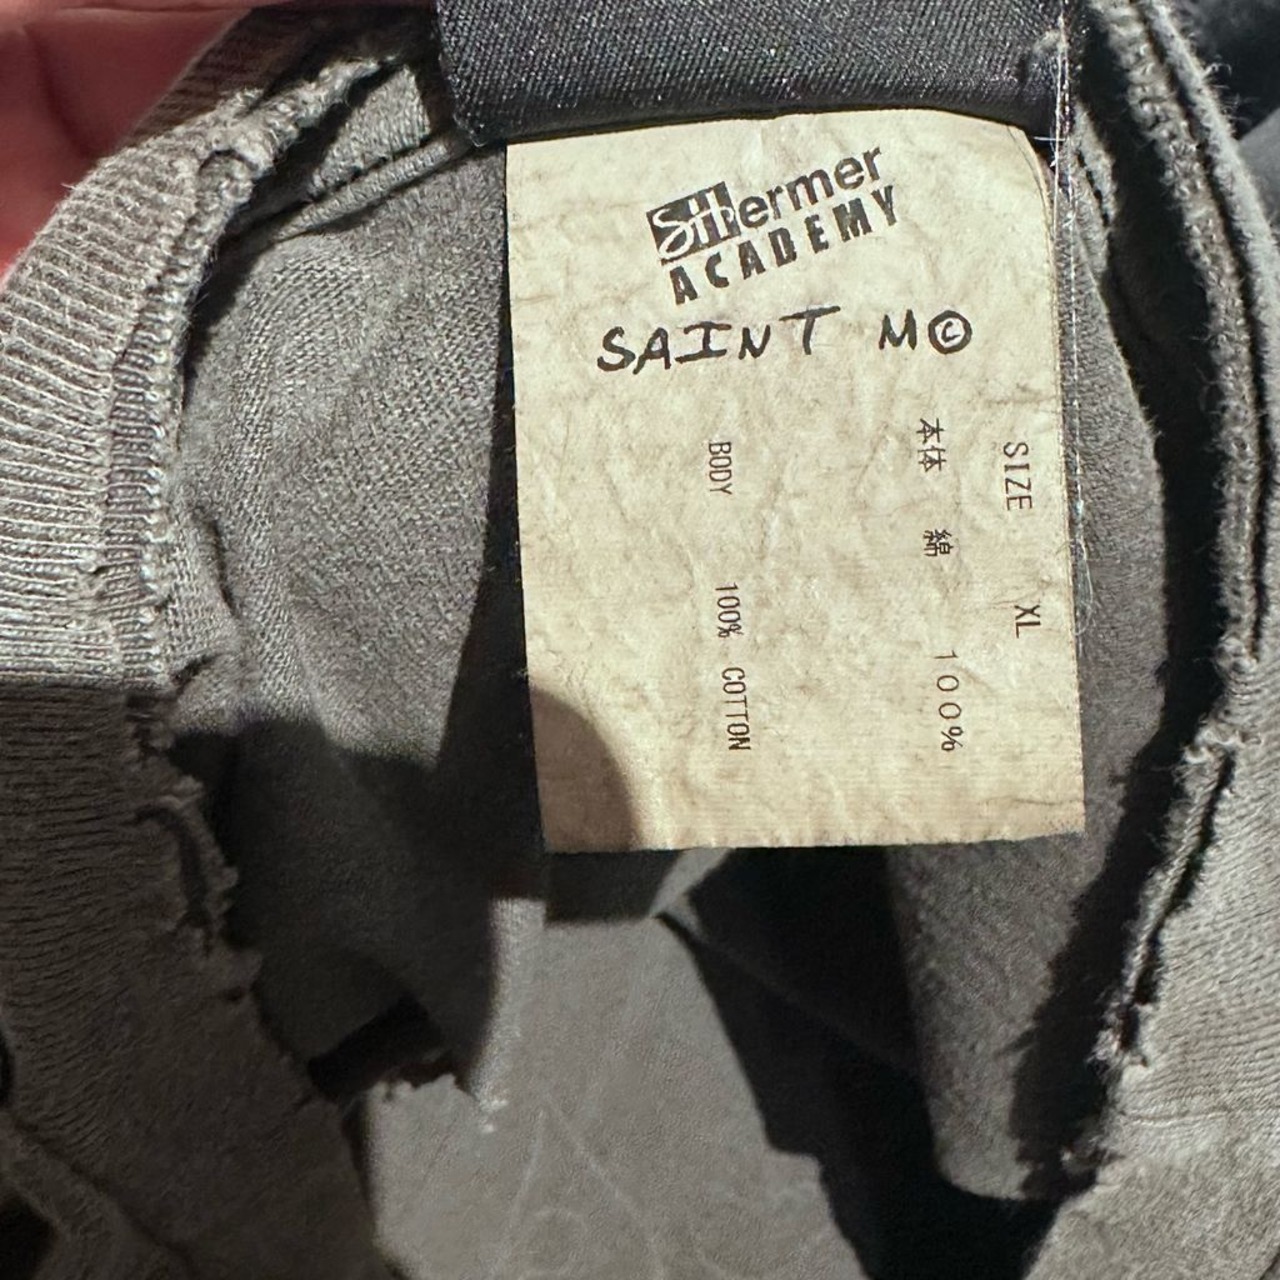 SHermer
ACADEMY
SAINT M©
SIZE XL
本体 綿 100%
BODY 100% COTTON